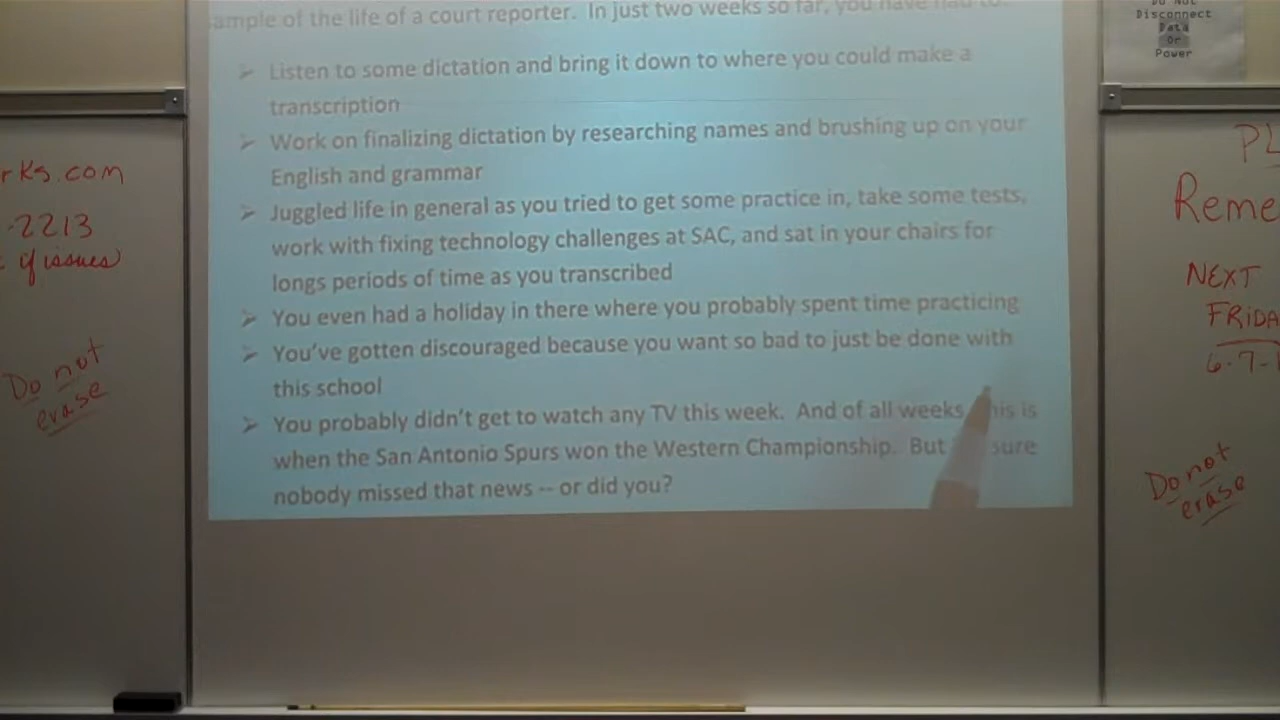 ample of the life of a court reporter. In just two weeks so far, you have had to:
➢ Listen to some dictation and bring it down to where you could make a
transcription
➢ Work on finalizing dictation by researching names and brushing up on your
English and grammar
➢ Juggled life in general as you tried to get some practice in, take some tests,
work with fixing technology challenges at SAC, and sat in your chairs for
longs periods of time as you transcribed
➢ You even had a holiday in there where you probably spent time practicing
➢ You've gotten discouraged because you want so bad to just be done with
this school
➢ You probably didn't get to watch any TV this week. And of all weeks this is
when the San Antonio Spurs won the Western Championship. But sure
nobody missed that news -- or did you?
rks.com
-2213
of issues
Do not
erase
Do Not
Disconnect
Data
Or
Power
PL
Reme
NEXT
FRIDA
6-7-
Do not
erase